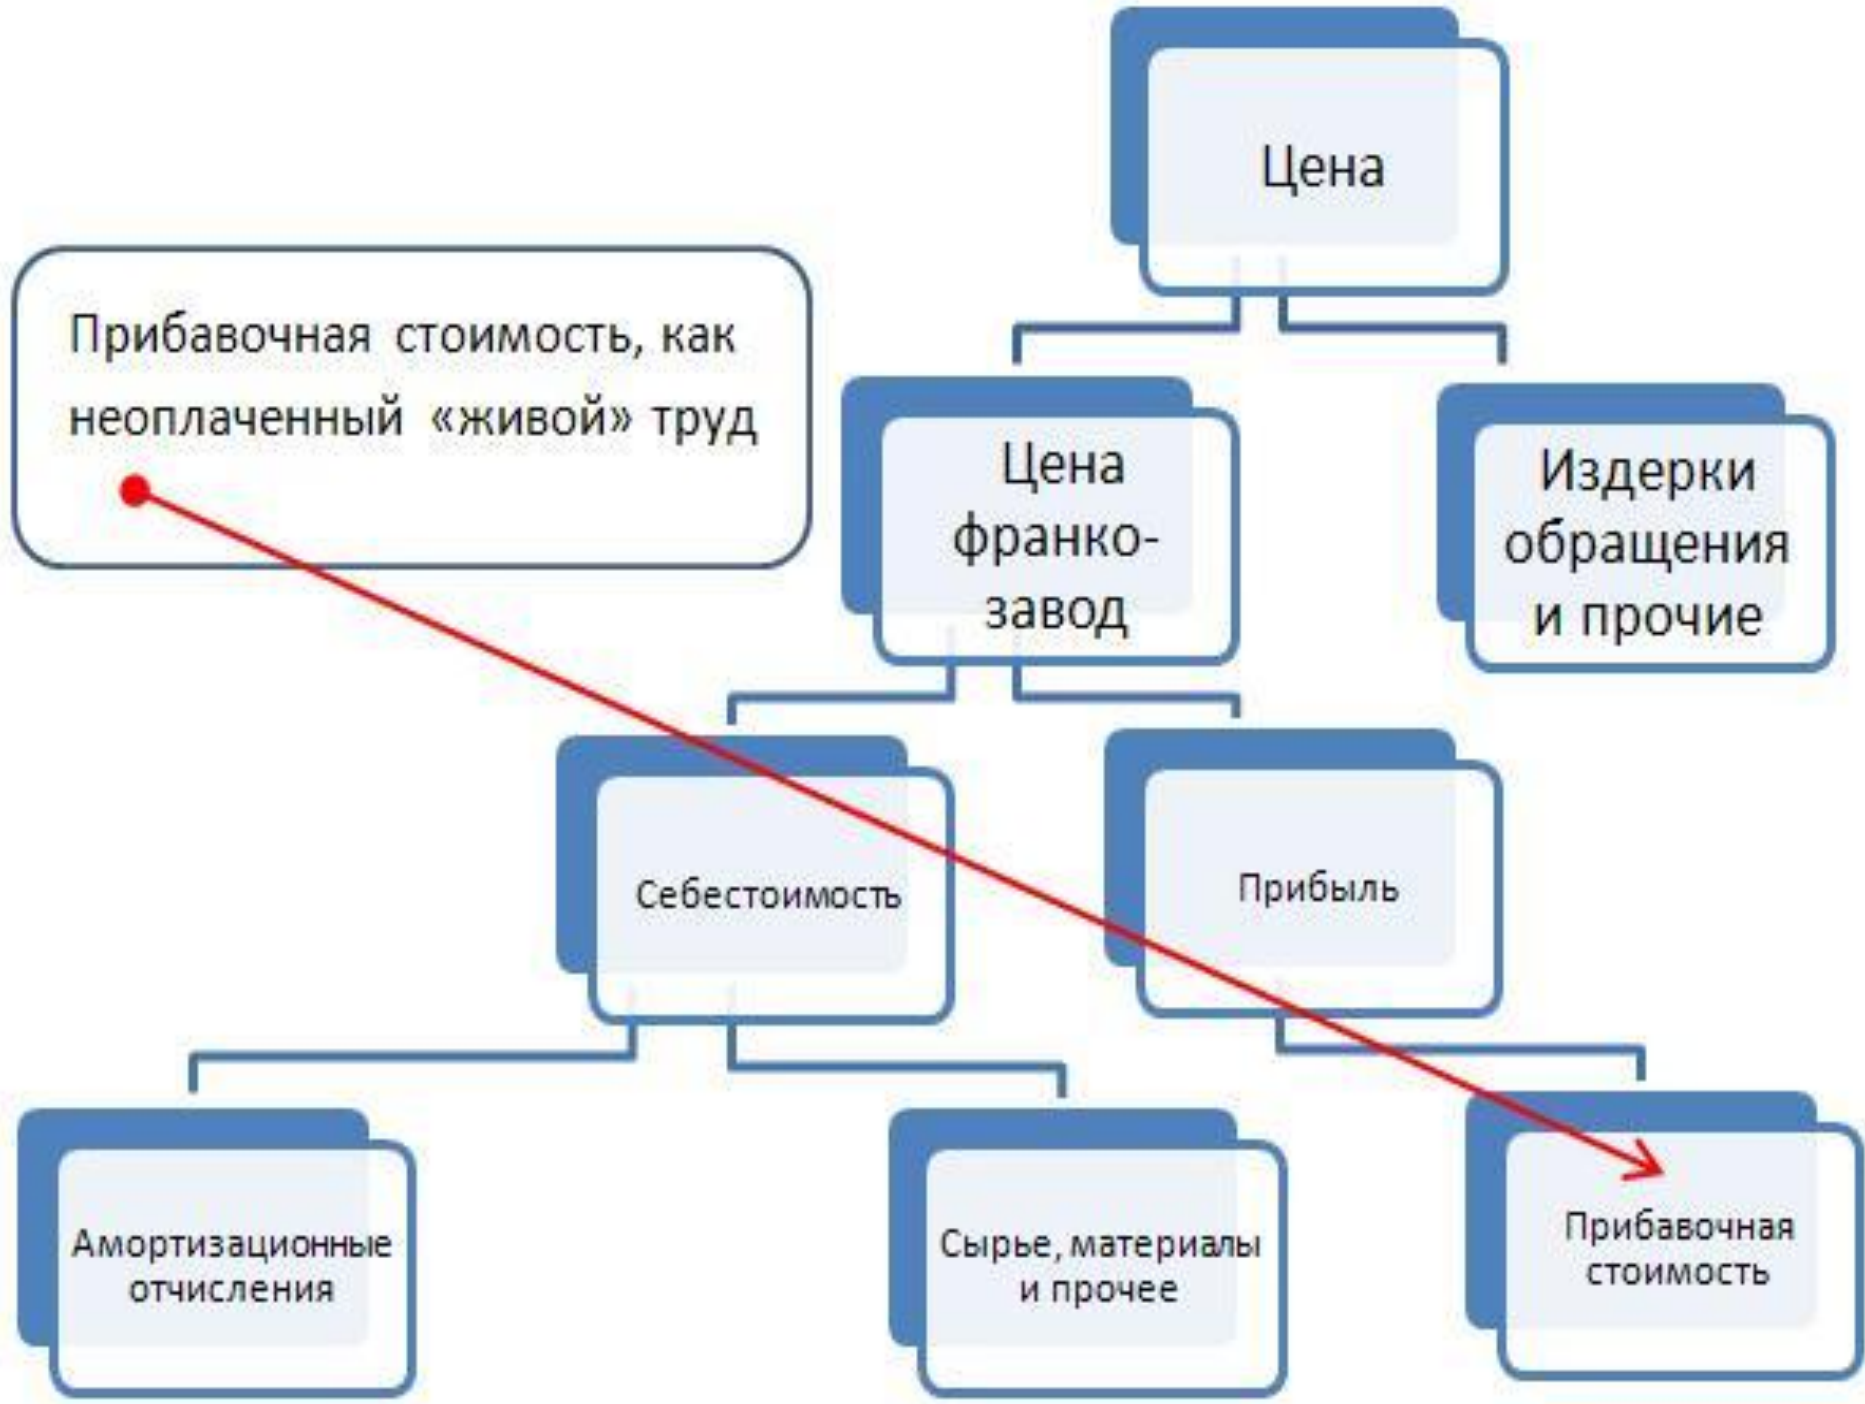 Цена
Прибавочная стоимость, как
неоплаченный «живой» труд
Цена
франко-
завод
Издерки
обращения
и прочие
Себестоимость
Прибыль
Амортизационные
отчисления
Сырье, материалы
и прочее
Прибавочная
стоимость